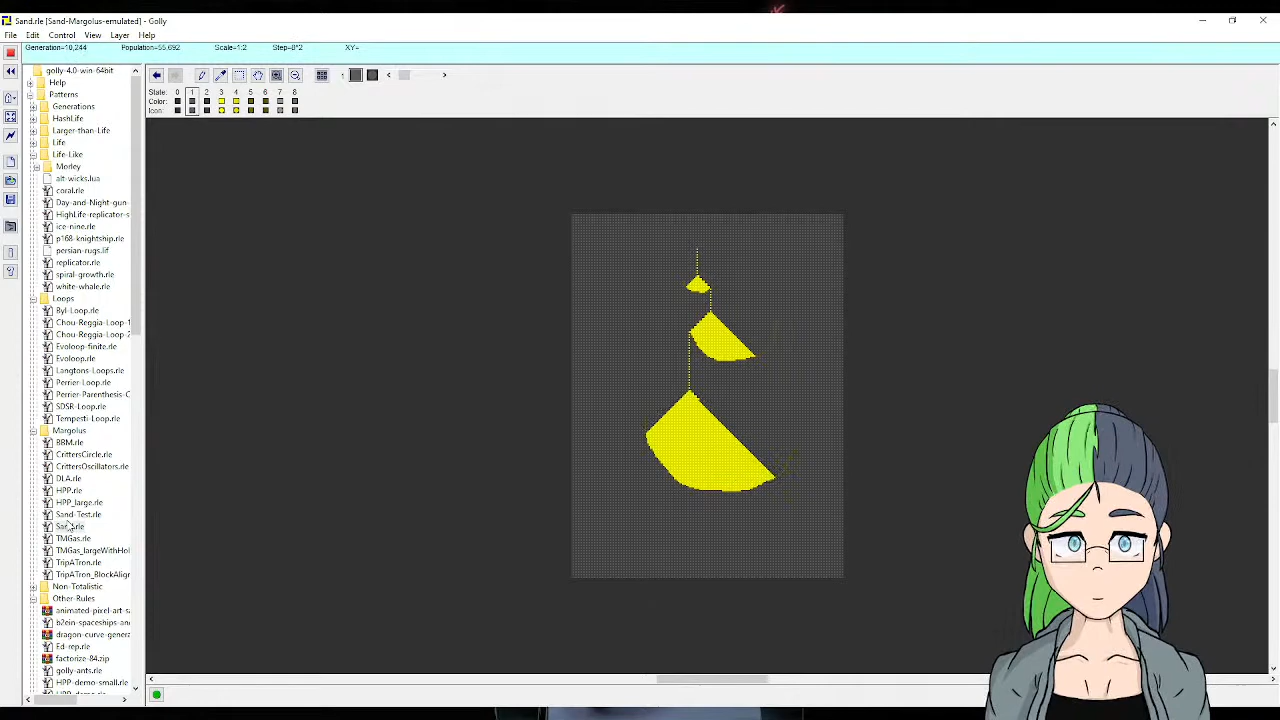 Sand.rle [Sand-Margolus-emulated] - Golly
File Edit Control View Layer Help
Generation=10,244 Population=55,692 Scale=1:2 Step=8^2 XY=
State: 0 1 2 3 4 5 6 7 8
Color:
Icon:
golly-4.0-win-64bit
Help
Patterns
Generations
HashLife
Larger-than-Life
Life
Life-Like
Morley
alt-wicks.lua
coral.rle
Day-and-Night-gun-
HighLife-replicator-s
ice-nine.rle
p168-knightship.rle
persian-rugs.lif
replicator.rle
spiral-growth.rle
white-whale.rle
Loops
Byl-Loop.rle
Chou-Reggia-Loop-1
Chou-Reggia-Loop-2
Evoloop-finite.rle
Evoloop.rle
Langtons-Loop.rle
Perrier-Loop.rle
Perrier-Parenthesis-C
SDSR-Loop.rle
Tempesti-Loop.rle
Margolus
BBM.rle
CrittersCircle.rle
CrittersOscillators.rle
DLA.rle
HPP.rle
HPP_large.rle
Sand-Test.rle
Sand.rle
TMGas.rle
TMGas_largeWithHol
TripATron.rle
TripATron_BlockAlign
Non-Totalistic
Other-Rules
animated-pixel-art-s
b2ein-spaceships-an
dragon-curve-genera
Ed-rep.rle
factorize-84.zip
golly-ants.rle
HPP-demo-small.rle
HPP-demo.rle